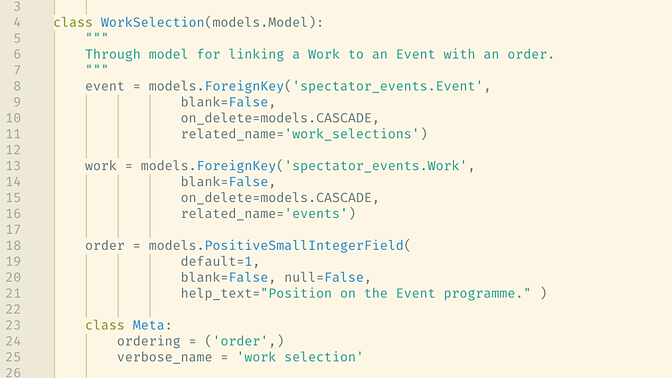 3
4 class WorkSelection(models.Model):
5     """
6     Through model for linking a Work to an Event with an order.
7     """
8     event = models.ForeignKey('spectator_events.Event',
9                 blank=False,
10                 on_delete=models.CASCADE,
11                 related_name='work_selections')
12
13     work = models.ForeignKey('spectator_events.Work',
14                 blank=False,
15                 on_delete=models.CASCADE,
16                 related_name='events')
17
18     order = models.PositiveSmallIntegerField(
19                 default=1,
20                 blank=False, null=False,
21                 help_text="Position on the Event programme." )
22
23     class Meta:
24         ordering = ('order',)
25         verbose_name = 'work selection'
26